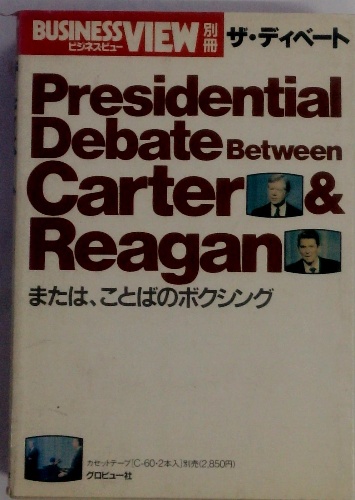 BUSINESS VIEW 別冊 ザ・ディベート
ビジネスビュー
Presidential
Debate Between
Carter &
Reagan
または、ことばのボクシング
カセットテープ[C-60・2本入]別売(2,850円)
グロビュー社